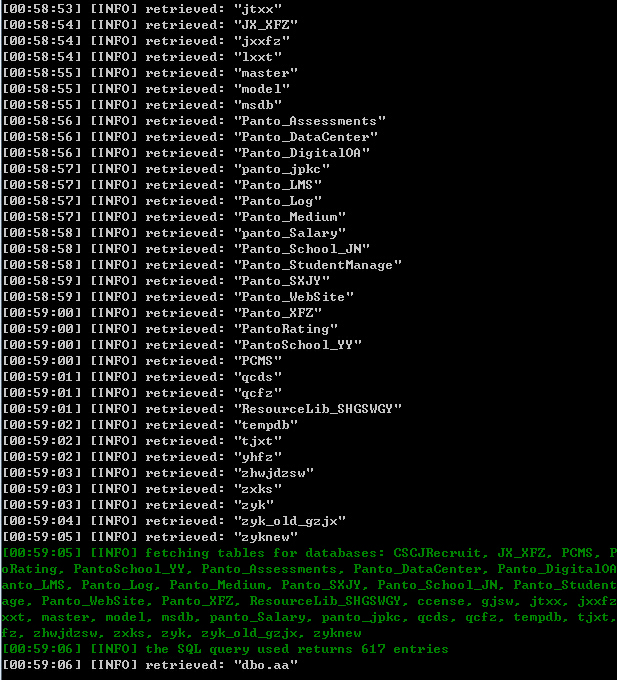 [00:58:53] [INFO] retrieved: "jtxx"
[00:58:54] [INFO] retrieved: "JX_XFZ"
[00:58:54] [INFO] retrieved: "jxxfz"
[00:58:54] [INFO] retrieved: "lxxt"
[00:58:55] [INFO] retrieved: "master"
[00:58:55] [INFO] retrieved: "model"
[00:58:55] [INFO] retrieved: "msdb"
[00:58:56] [INFO] retrieved: "Panto_Assessments"
[00:58:56] [INFO] retrieved: "Panto_DataCenter"
[00:58:56] [INFO] retrieved: "Panto_DigitalOA"
[00:58:57] [INFO] retrieved: "panto_jpkc"
[00:58:57] [INFO] retrieved: "Panto_LMS"
[00:58:57] [INFO] retrieved: "Panto_Log"
[00:58:57] [INFO] retrieved: "Panto_Medium"
[00:58:58] [INFO] retrieved: "panto_Salary"
[00:58:58] [INFO] retrieved: "Panto_School_JN"
[00:58:58] [INFO] retrieved: "Panto_StudentManage"
[00:58:59] [INFO] retrieved: "Panto_SXJY"
[00:58:59] [INFO] retrieved: "Panto_WebSite"
[00:59:00] [INFO] retrieved: "Panto_XFZ"
[00:59:00] [INFO] retrieved: "PantoRating"
[00:59:00] [INFO] retrieved: "PantoSchool_YY"
[00:59:00] [INFO] retrieved: "PCMS"
[00:59:01] [INFO] retrieved: "qcds"
[00:59:01] [INFO] retrieved: "qcfz"
[00:59:01] [INFO] retrieved: "ResourceLib_SHGSWGY"
[00:59:02] [INFO] retrieved: "tempdb"
[00:59:02] [INFO] retrieved: "tjxt"
[00:59:02] [INFO] retrieved: "yhfz"
[00:59:03] [INFO] retrieved: "zhwjdzsw"
[00:59:03] [INFO] retrieved: "zxks"
[00:59:03] [INFO] retrieved: "zyk"
[00:59:04] [INFO] retrieved: "zyk_old_gzjx"
[00:59:05] [INFO] retrieved: "zyknew"
[00:59:05] [INFO] fetching tables for databases: CSCJRecruit, JX_XFZ, PCMS, P
oRating, PantoSchool_YY, Panto_Assessments, Panto_DataCenter, Panto_DigitalOA
anto_LMS, Panto_Log, Panto_Medium, Panto_SXJY, Panto_School_JN, Panto_Student
age, Panto_WebSite, Panto_XFZ, ResourceLib_SHGSWGY, ccense, gjsw, jtxx, jxxfz
xxt, master, model, msdb, panto_Salary, panto_jpkc, qcds, qcfz, tempdb, tjxt,
fz, zhwjdzsw, zxks, zyk, zyk_old_gzjx, zyknew
[00:59:06] [INFO] the SQL query used returns 617 entries
[00:59:06] [INFO] retrieved: "dbo.aa"